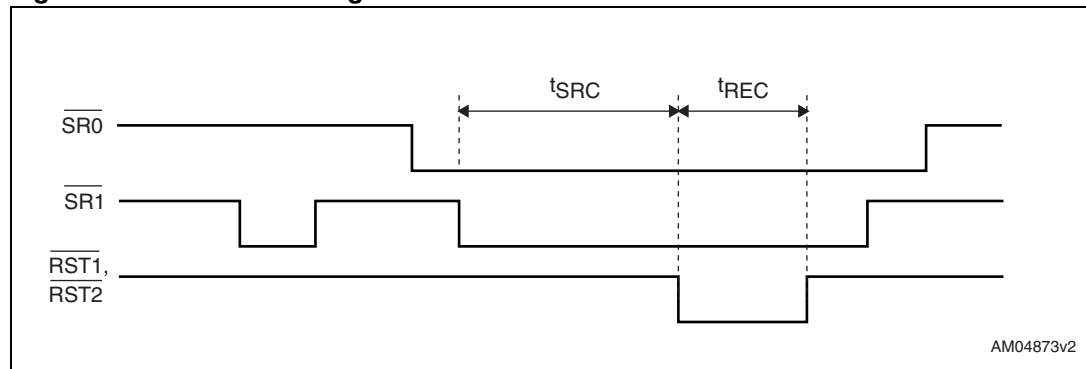 tSRC tREC
SR0
SR1
RST1,
RST2
AM04873v2